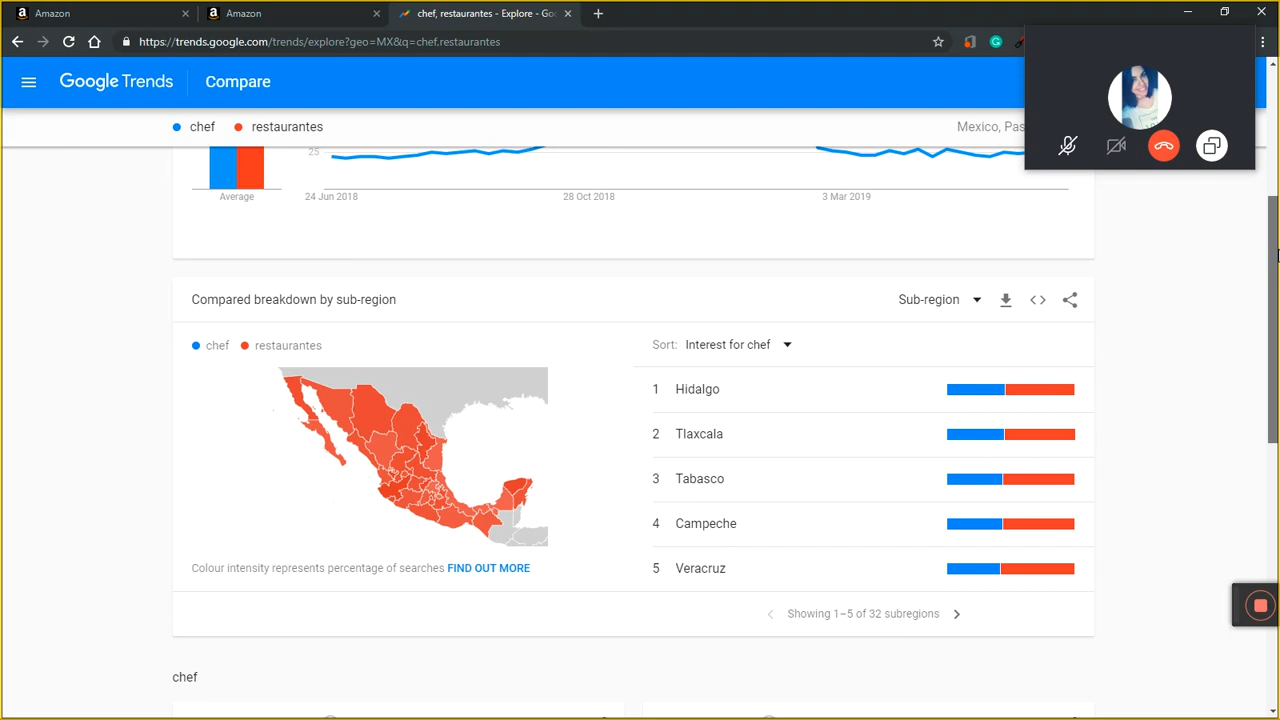 Amazon
Amazon
chef, restaurantes - Explore - Goo
https://trends.google.com/trends/explore?geo=MX&q=chef,restaurantes
Google Trends
Compare
chef
restaurantes
Mexico, Pas
25
Average
24 Jun 2018
28 Oct 2018
3 Mar 2019
Compared breakdown by sub-region
Sub-region
chef
restaurantes
Sort: Interest for chef
1 Hidalgo
2 Tlaxcala
3 Tabasco
4 Campeche
5 Veracruz
Colour intensity represents percentage of searches FIND OUT MORE
Showing 1–5 of 32 subregions
chef